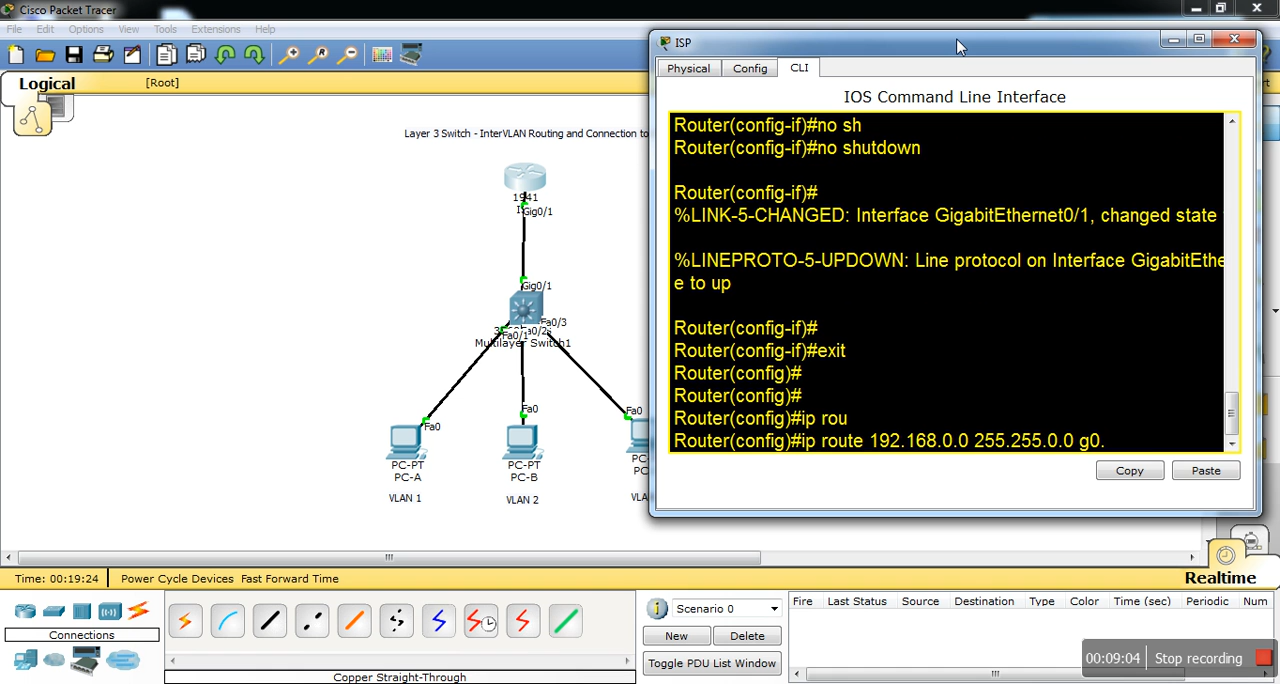 Cisco Packet Tracer
File Edit Options View Tools Extensions Help
Logical
[Root]
Layer 3 Switch - InterVLAN Routing and Connection to
1941
Gig0/1
Gig0/1
Fa0/3
Fa0/1
Multilayer Switch1
Fa0
Fa0
Fa0
PC-PT
PC-A
PC-PT
PC-B
VLAN 1
VLAN 2
ISP
Physical Config CLI
IOS Command Line Interface
Router(config-if)#no sh
Router(config-if)#no shutdown
Router(config-if)#
%LINK-5-CHANGED: Interface GigabitEthernet0/1, changed state
%LINEPROTO-5-UPDOWN: Line protocol on Interface GigabitEthe
e to up
Router(config-if)#
Router(config-if)#exit
Router(config)#
Router(config)#
Router(config)#ip rou
Router(config)#ip route 192.168.0.0 255.255.0.0 g0.
Copy Paste
Time: 00:19:24 Power Cycle Devices Fast Forward Time
Realtime
Connections
Copper Straight-Through
Scenario 0
New Delete
Toggle PDU List Window
Fire Last Status Source Destination Type Color Time (sec) Periodic Num
00:09:04 Stop recording